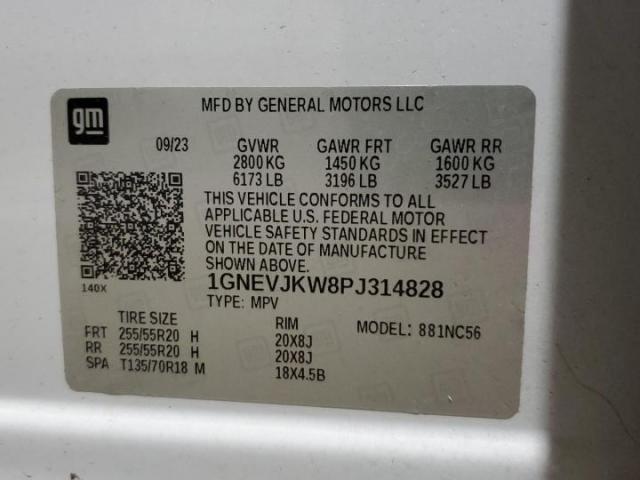 gm
MFD BY GENERAL MOTORS LLC
09/23 GVWR GAWR FRT GAWR RR
2800 KG 1450 KG 1600 KG
6173 LB 3196 LB 3527 LB
THIS VEHICLE CONFORMS TO ALL
APPLICABLE U.S. FEDERAL MOTOR
VEHICLE SAFETY STANDARDS IN EFFECT
ON THE DATE OF MANUFACTURE
SHOWN ABOVE.
140X
1GNEVJKW8PJ314828
TYPE: MPV
TIRE SIZE RIM MODEL: 881NC56
FRT 255/55R20 H 20X8J
RR 255/55R20 H 20X8J
SPA T135/70R18 M 18X4.5B